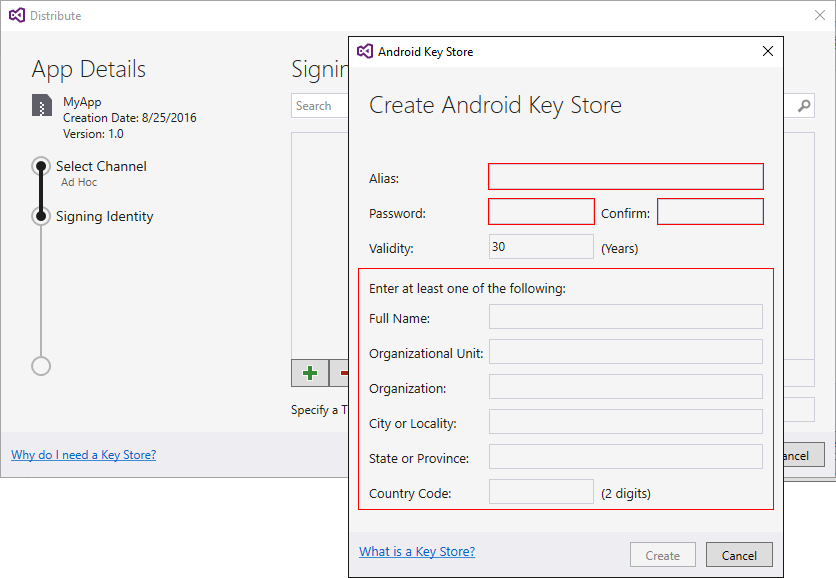 Distribute
App Details
MyApp
Creation Date: 8/25/2016
Version: 1.0
Select Channel
Ad Hoc
Signing Identity
Search
Specify a T
Why do I need a Key Store?
Android Key Store
Create Android Key Store
Alias:
Password:
Confirm:
Validity: 30 (Years)
Enter at least one of the following:
Full Name:
Organizational Unit:
Organization:
City or Locality:
State or Province:
Country Code: (2 digits)
What is a Key Store?
Create
Cancel